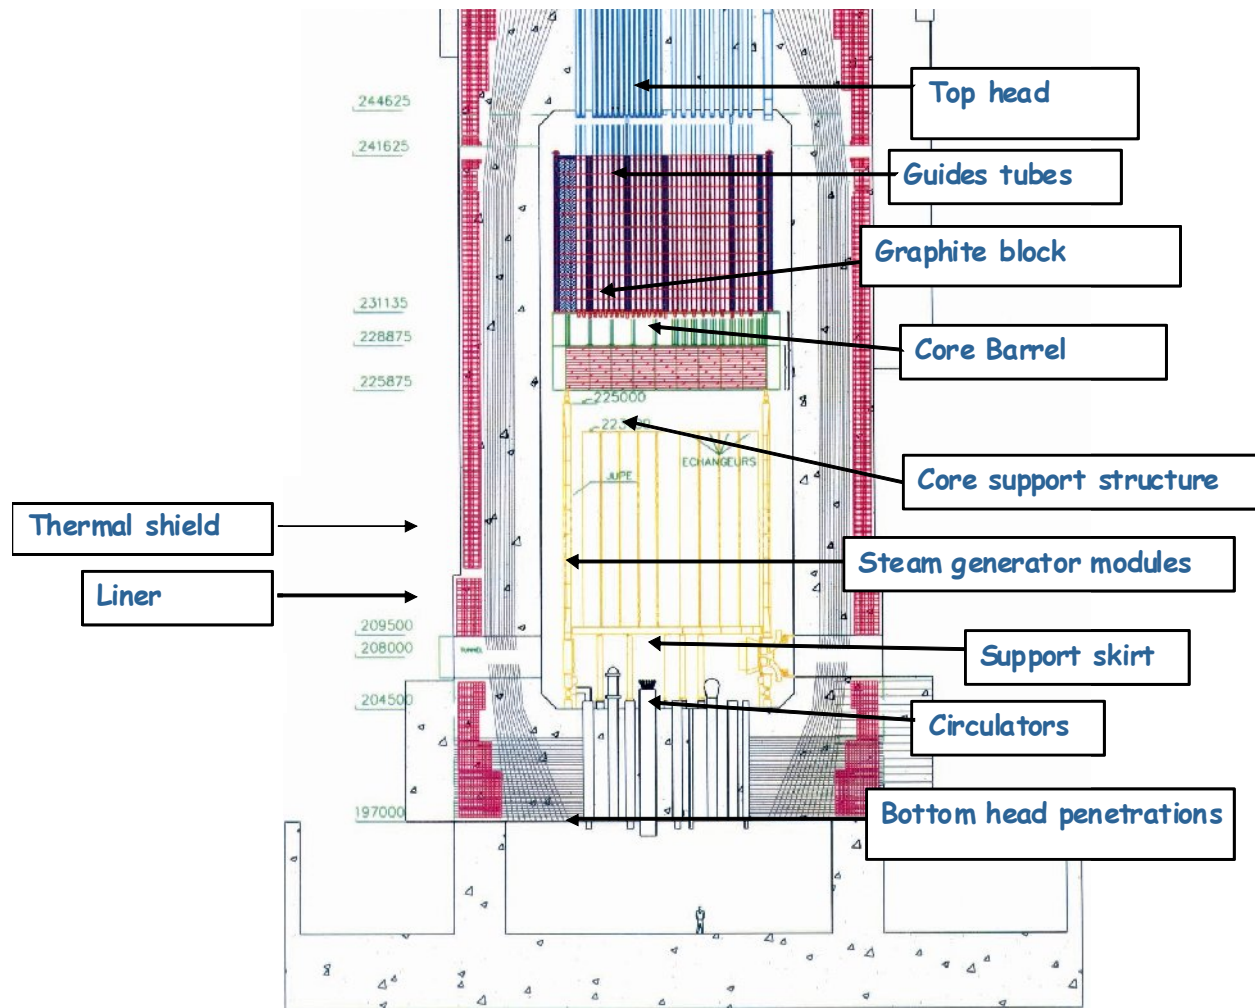 244625
Top head
241625
Guides tubes
Graphite block
231135
228875
Core Barrel
225875
225000
ECHANGEURS
JUPE
Core support structure
Thermal shield
Steam generator modules
Liner
209500
208000
TUNNEL
Support skirt
204500
Circulators
197000
Bottom head penetrations